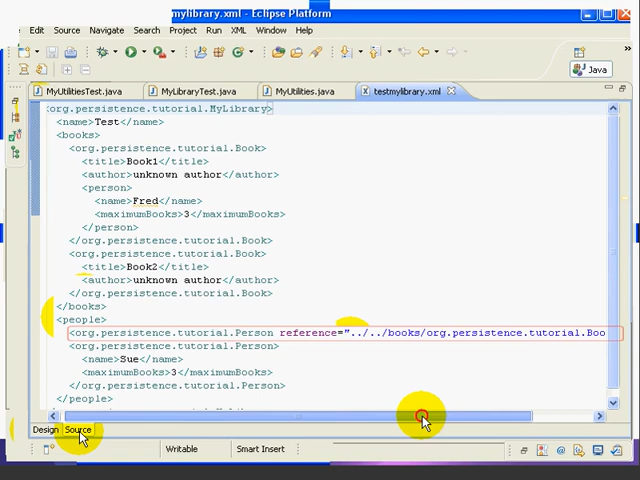 mylibrary.xml - Eclipse Platform
File Edit Source Navigate Search Project Run XML Window Help
Java
MyUtilitiesTest.java MyLibraryTest.java MyUtilities.java testmylibrary.xml
<org.persistence.tutorial.MyLibrary>
<name>Test</name>
<books>
<org.persistence.tutorial.Book>
<title>Book1</title>
<author>unknown author</author>
<person>
<name>Fred</name>
<maximumBooks>3</maximumBooks>
</person>
</org.persistence.tutorial.Book>
<org.persistence.tutorial.Book>
<title>Book2</title>
<author>unknown author</author>
</org.persistence.tutorial.Book>
</books>
<people>
<org.persistence.tutorial.Person reference="../../books/org.persistence.tutorial.Boo
<org.persistence.tutorial.Person>
<name>Sue</name>
<maximumBooks>3</maximumBooks>
</org.persistence.tutorial.Person>
</people>
Design Source
Writable Smart Insert